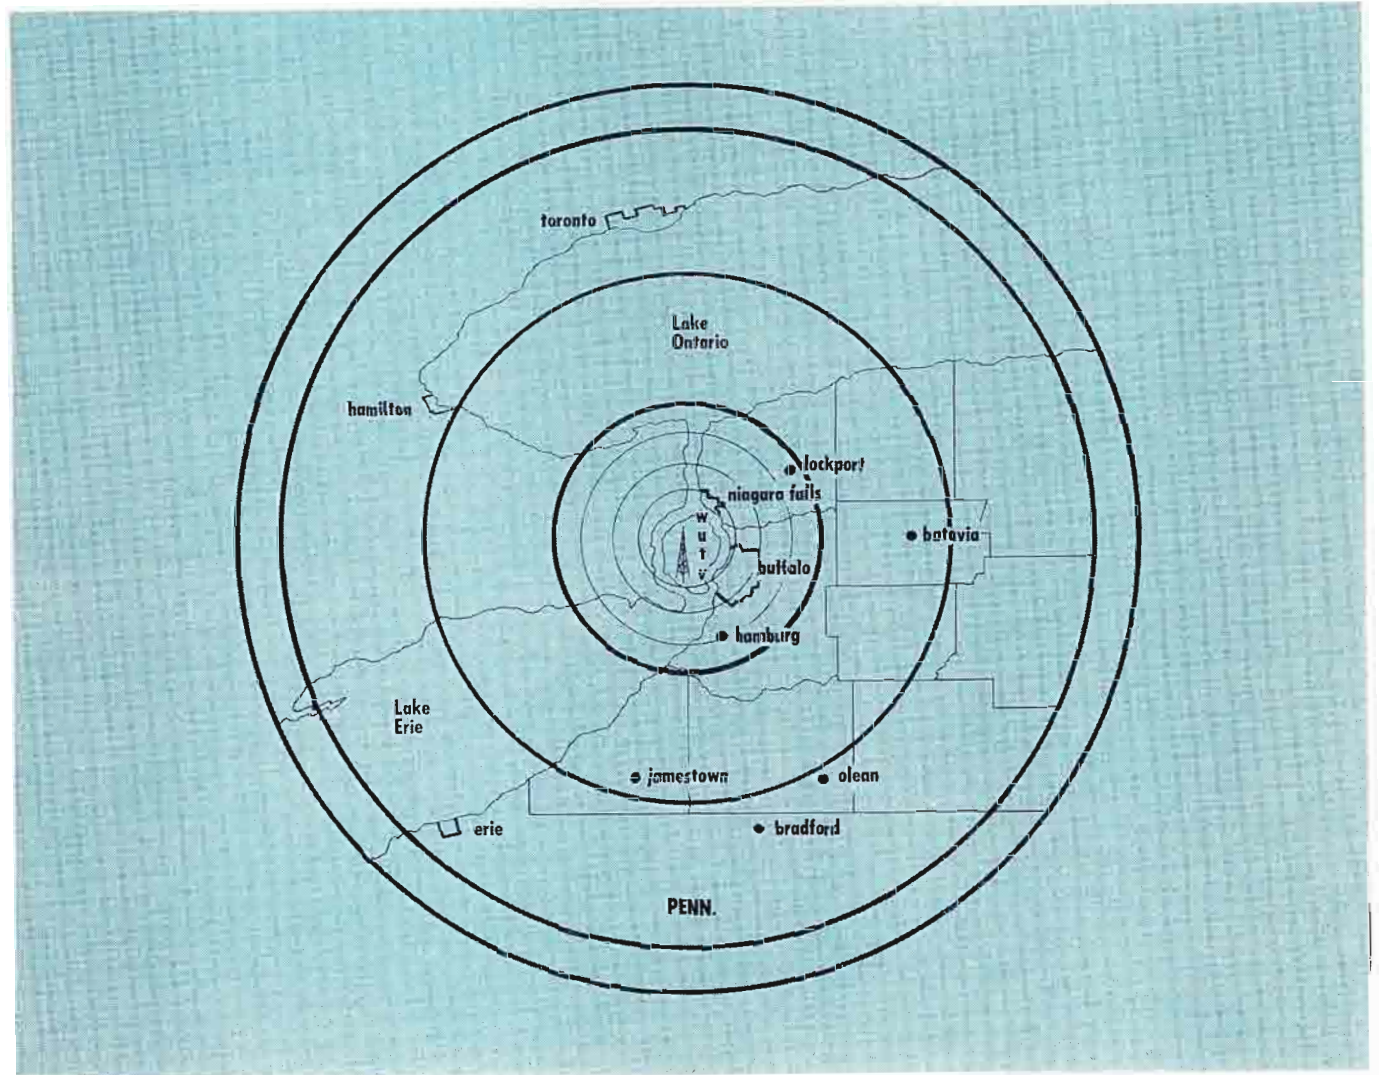 toronto
Lake
Ontario
hamilton
lockport
niagara falls
w
u
t
v
batavia
buffalo
hamburg
Lake
Erie
jamestown
olean
erie
bradford
PENN.